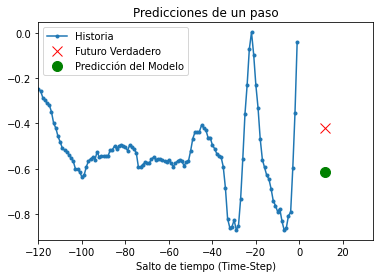 Predicciones de un paso
Historia
Futuro Verdadero
Predicción del Modelo
0.0
−0.2
−0.4
−0.6
−0.8
−120 −100 −80 −60 −40 −20 0 20
Salto de tiempo (Time-Step)